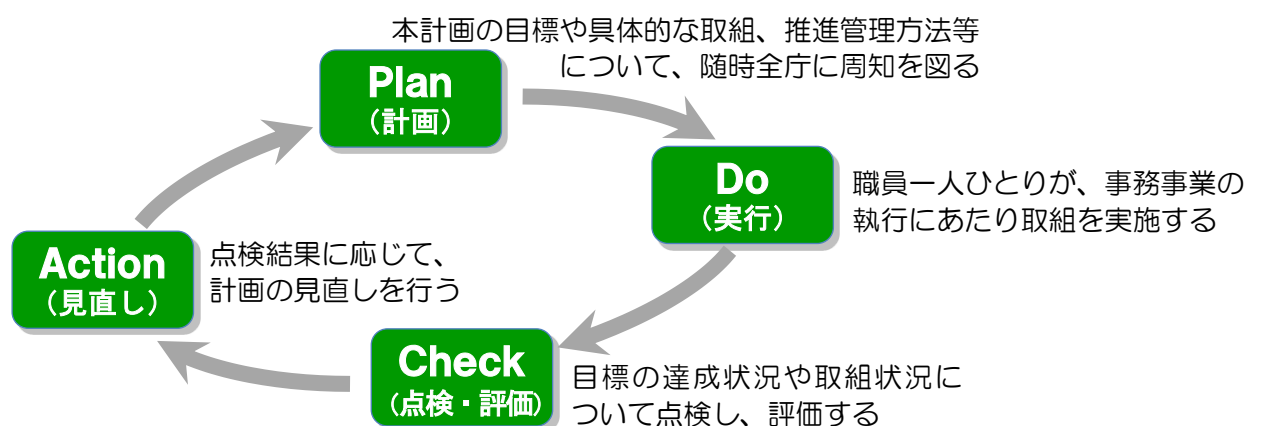 本計画の目標や具体的な取組、推進管理方法等
について、随時全庁に周知を図る
Plan
（計画）
Do
（実行）
職員一人ひとりが、事務事業の
執行にあたり取組を実施する
Action
（見直し）
点検結果に応じて、
計画の見直しを行う
Check
（点検・評価）
目標の達成状況や取組状況に
ついて点検し、評価する